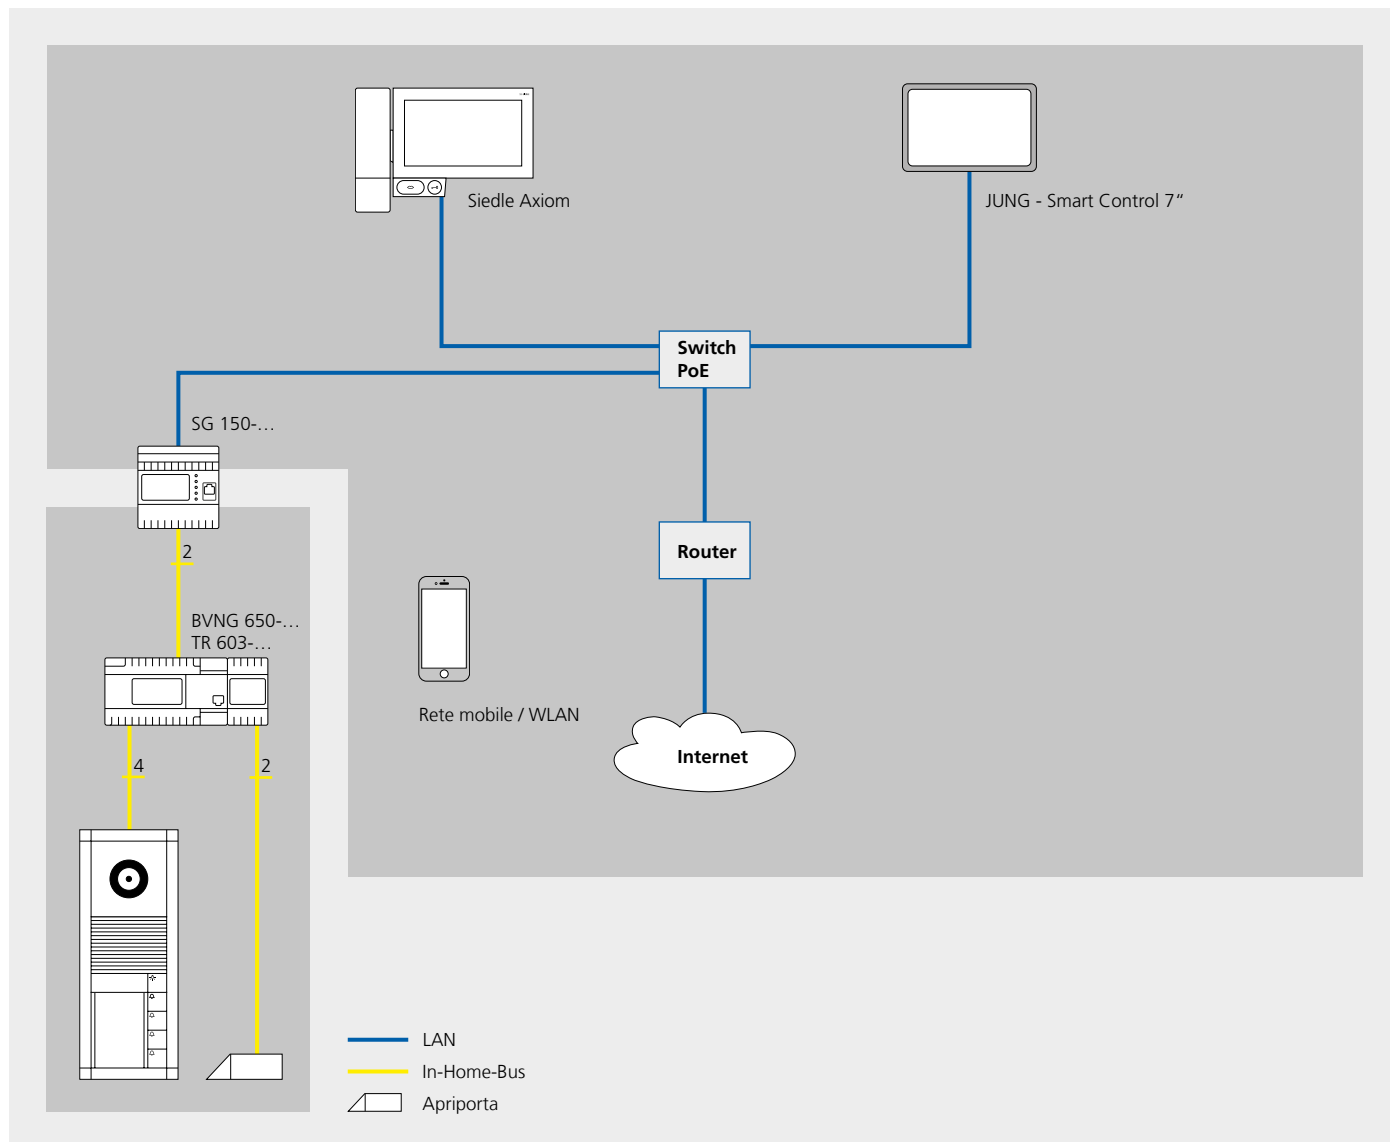 Siedle Axiom
JUNG - Smart Control 7“
Switch
PoE
SG 150-…
Router
2
BVNG 650-…
TR 603-…
Rete mobile / WLAN
Internet
4
2
LAN
In-Home-Bus
Apriporta